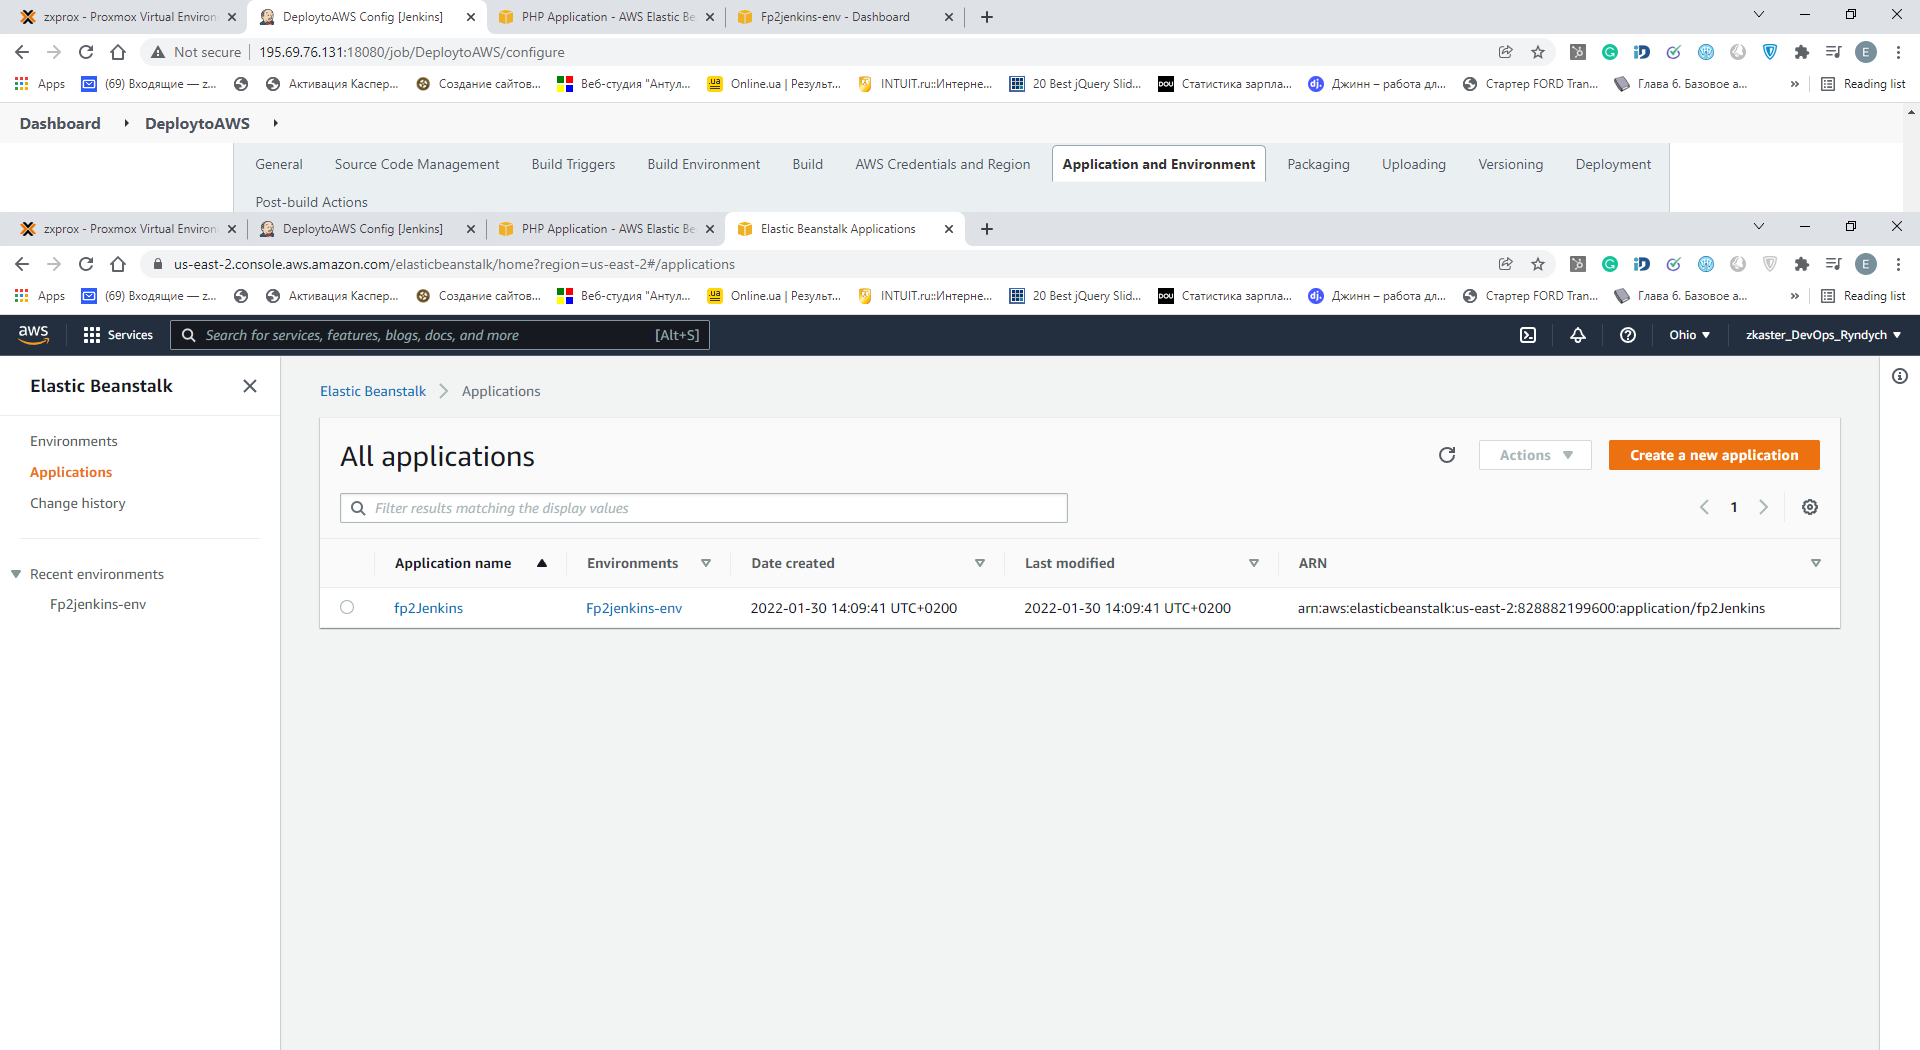 zxprox - Proxmox Virtual Environ
DeploytoAWS Config [Jenkins]
PHP Application - AWS Elastic Be
Fp2jenkins-env - Dashboard
Not secure 195.69.76.131:18080/job/DeploytoAWS/configure
E
Apps
(69) Входящие — z...
Активация Каспер...
Создание сайтов...
Веб-студия "Антул...
Online.ua | Результ...
INTUIT.ru::Интерне...
20 Best jQuery Slid...
DOU Статистика зарпла...
dj. Джинн – работа дл...
Стартер FORD Tran...
Глава 6. Базовое а...
»
Reading list
Dashboard
DeploytoAWS
General
Source Code Management
Build Triggers
Build Environment
Build
AWS Credentials and Region
Application and Environment
Packaging
Uploading
Versioning
Deployment
Post-build Actions
zxprox - Proxmox Virtual Environ
DeploytoAWS Config [Jenkins]
PHP Application - AWS Elastic Be
Elastic Beanstalk Applications
us-east-2.console.aws.amazon.com/elasticbeanstalk/home?region=us-east-2#/applications
E
Apps
(69) Входящие — z...
Активация Каспер...
Создание сайтов...
Веб-студия "Антул...
Online.ua | Результ...
INTUIT.ru::Интерне...
20 Best jQuery Slid...
DOU Статистика зарпла...
dj. Джинн – работа дл...
Стартер FORD Tran...
Глава 6. Базовое а...
»
Reading list
aws
Services
Search for services, features, blogs, docs, and more [Alt+S]
Ohio
zkaster_DevOps_Ryndych
Elastic Beanstalk
Environments
Applications
Change history
Recent environments
Fp2jenkins-env
Elastic Beanstalk
Applications
All applications
Actions
Create a new application
Filter results matching the display values
1
Application name
Environments
Date created
Last modified
ARN
fp2Jenkins
Fp2jenkins-env
2022-01-30 14:09:41 UTC+0200
2022-01-30 14:09:41 UTC+0200
arn:aws:elasticbeanstalk:us-east-2:828882199600:application/fp2Jenkins